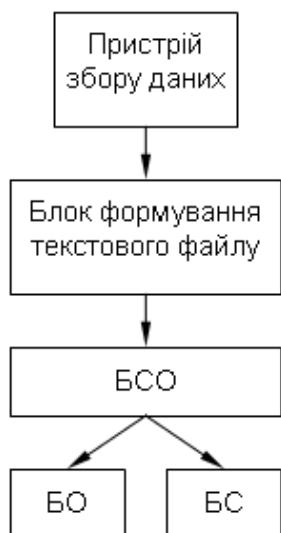 Пристрій
збору даних
Блок формування
текстового файлу
БСО
БО
БС